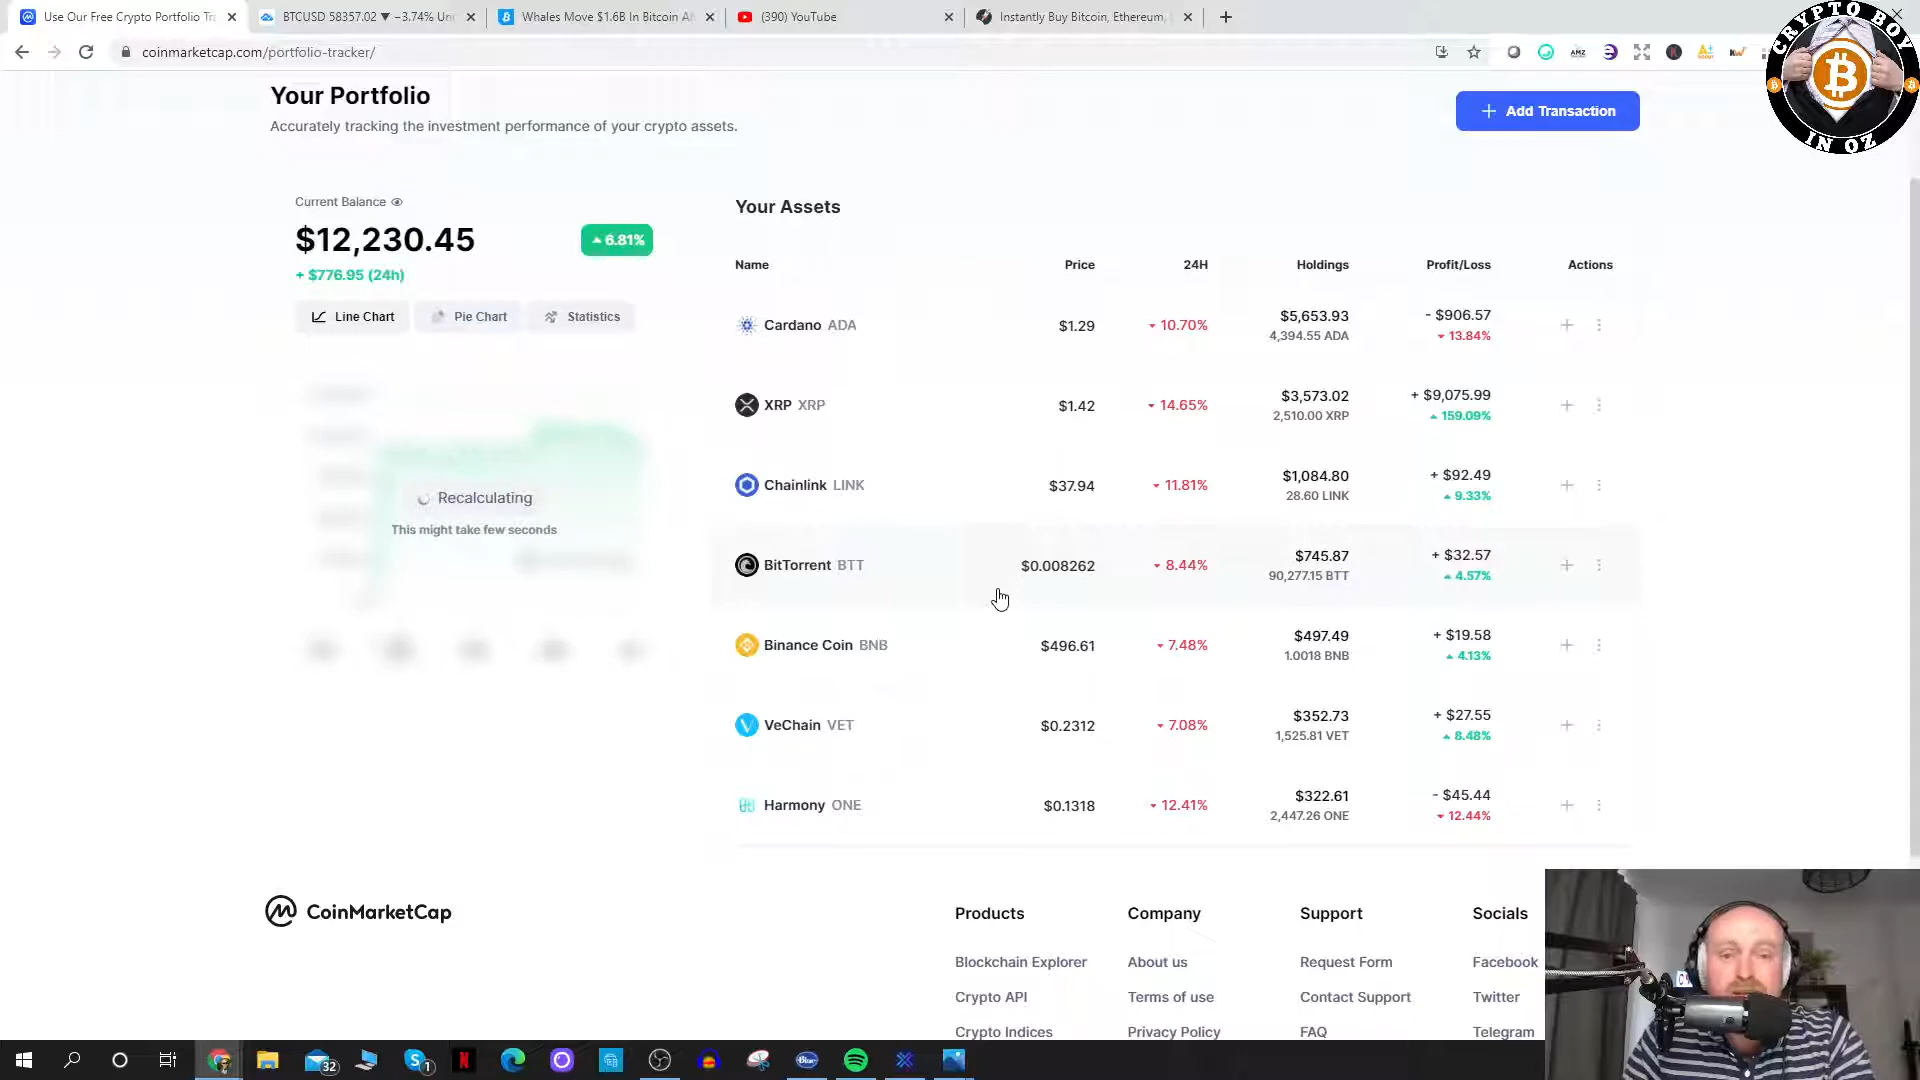 Use Our Free Crypto Portfolio Tr
BTCUSD 58357.02 ▼ −3.74% Un
Whales Move $1.6B In Bitcoin Af
(390) YouTube
Instantly Buy Bitcoin, Ethereum,
coinmarketcap.com/portfolio-tracker/
CRYPTO BOY
IN OZ
Your Portfolio
Accurately tracking the investment performance of your crypto assets.
Add Transaction
Current Balance
$12,230.45
6.81%
+ $776.95 (24h)
Line Chart
Pie Chart
Statistics
Recalculating
This might take few seconds
Your Assets
Name Price 24H Holdings Profit/Loss Actions
Cardano ADA $1.29 10.70% $5,653.93 - $906.57
4,394.55 ADA 13.84%
XRP XRP $1.42 14.65% $3,573.02 + $9,075.99
2,510.00 XRP 159.09%
Chainlink LINK $37.94 11.81% $1,084.80 + $92.49
28.60 LINK 9.33%
BitTorrent BTT $0.008262 8.44% $745.87 + $32.57
90,277.15 BTT 4.57%
Binance Coin BNB $496.61 7.48% $497.49 + $19.58
1.0018 BNB 4.13%
VeChain VET $0.2312 7.08% $352.73 + $27.55
1,525.81 VET 8.48%
Harmony ONE $0.1318 12.41% $322.61 - $45.44
2,447.26 ONE 12.44%
CoinMarketCap
Products Company Support Socials
Blockchain Explorer About us Request Form Facebook
Crypto API Terms of use Contact Support Twitter
Crypto Indices Privacy Policy FAQ Telegram
32
1